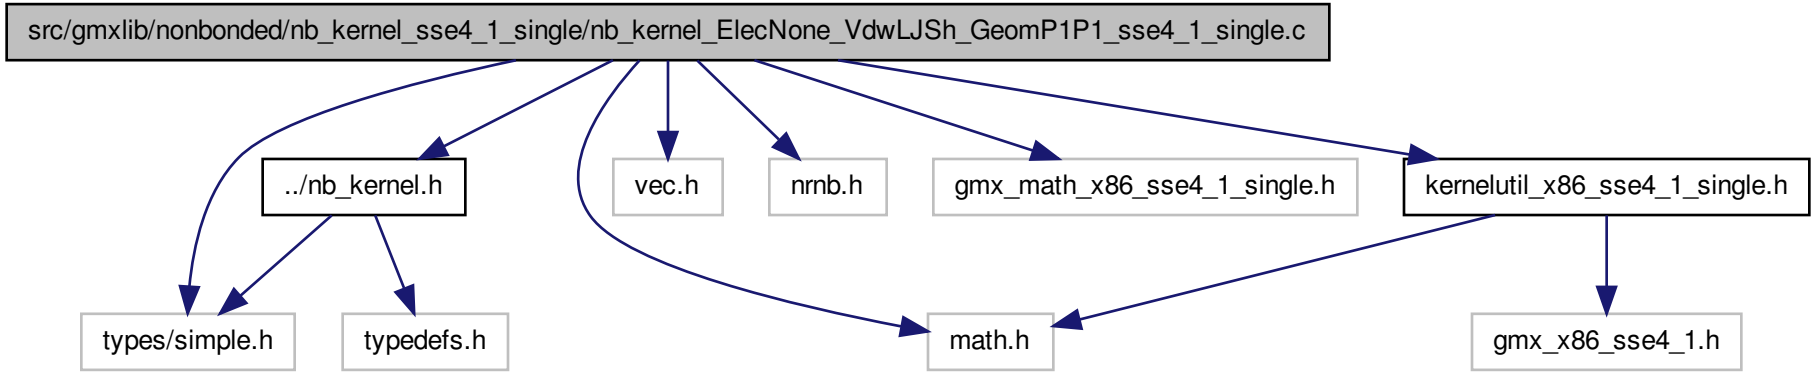 src/gmxlib/nonbonded/nb_kernel_sse4_1_single/nb_kernel_ElecNone_VdwLJSh_GeomP1P1_sse4_1_single.c
../nb_kernel.h
vec.h
nrnb.h
gmx_math_x86_sse4_1_single.h
kernelutil_x86_sse4_1_single.h
types/simple.h
typedefs.h
math.h
gmx_x86_sse4_1.h